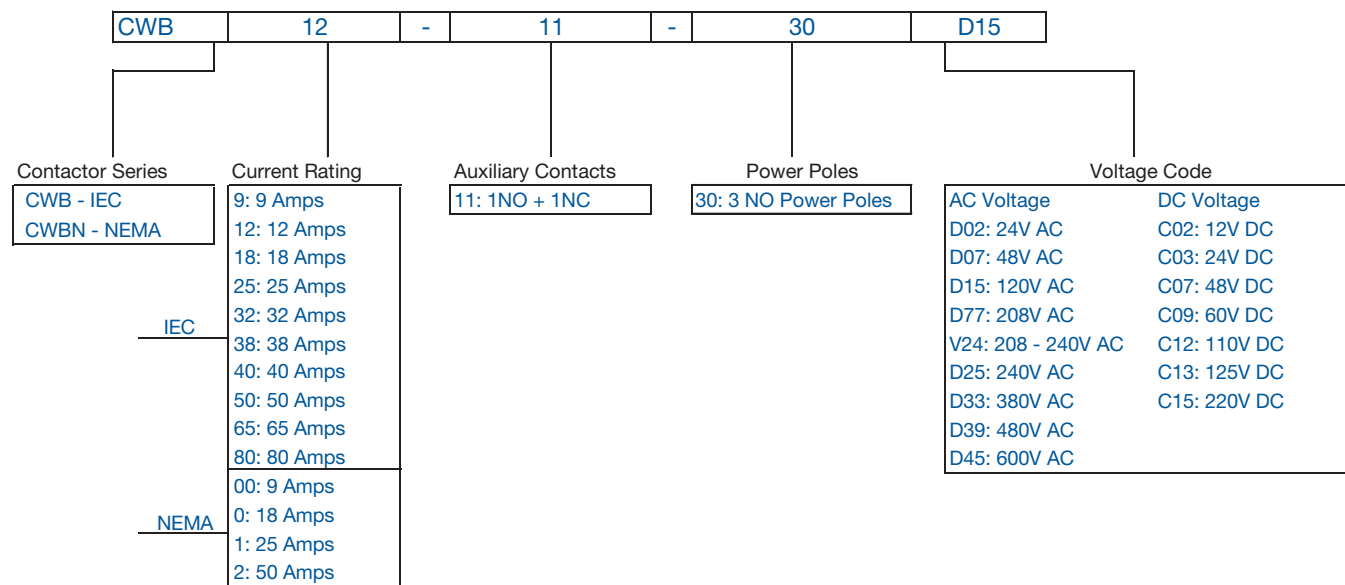 CWB 12 - 11 - 30 D15
Contactor Series
CWB - IEC
CWBN - NEMA
Current Rating
IEC
9: 9 Amps
12: 12 Amps
18: 18 Amps
25: 25 Amps
32: 32 Amps
38: 38 Amps
40: 40 Amps
50: 50 Amps
65: 65 Amps
80: 80 Amps
NEMA
00: 9 Amps
0: 18 Amps
1: 25 Amps
2: 50 Amps
Auxiliary Contacts
11: 1NO + 1NC
Power Poles
30: 3 NO Power Poles
Voltage Code
AC Voltage
D02: 24V AC
D07: 48V AC
D15: 120V AC
D77: 208V AC
V24: 208 - 240V AC
D25: 240V AC
D33: 380V AC
D39: 480V AC
D45: 600V AC
DC Voltage
C02: 12V DC
C03: 24V DC
C07: 48V DC
C09: 60V DC
C12: 110V DC
C13: 125V DC
C15: 220V DC